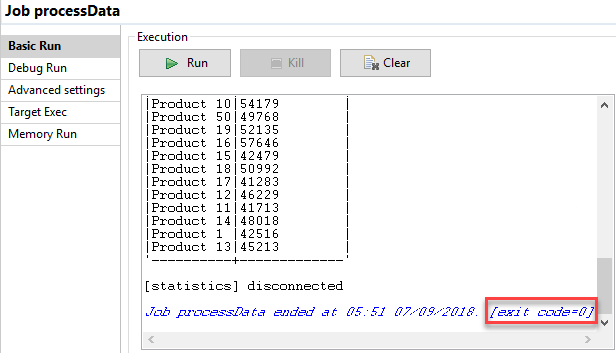 Job processData
Basic Run
Debug Run
Advanced settings
Target Exec
Memory Run
Execution
Run
Kill
Clear
|Product 10|54179        |
|Product 50|49768        |
|Product 19|52135        |
|Product 16|57646        |
|Product 15|42479        |
|Product 18|50992        |
|Product 17|41283        |
|Product 12|46229        |
|Product 11|41713        |
|Product 14|48018        |
|Product 1 |42516        |
|Product 13|45213        |
'----------+-------------'
[statistics] disconnected
Job processData ended at 05:51 07/09/2018. [exit code=0]